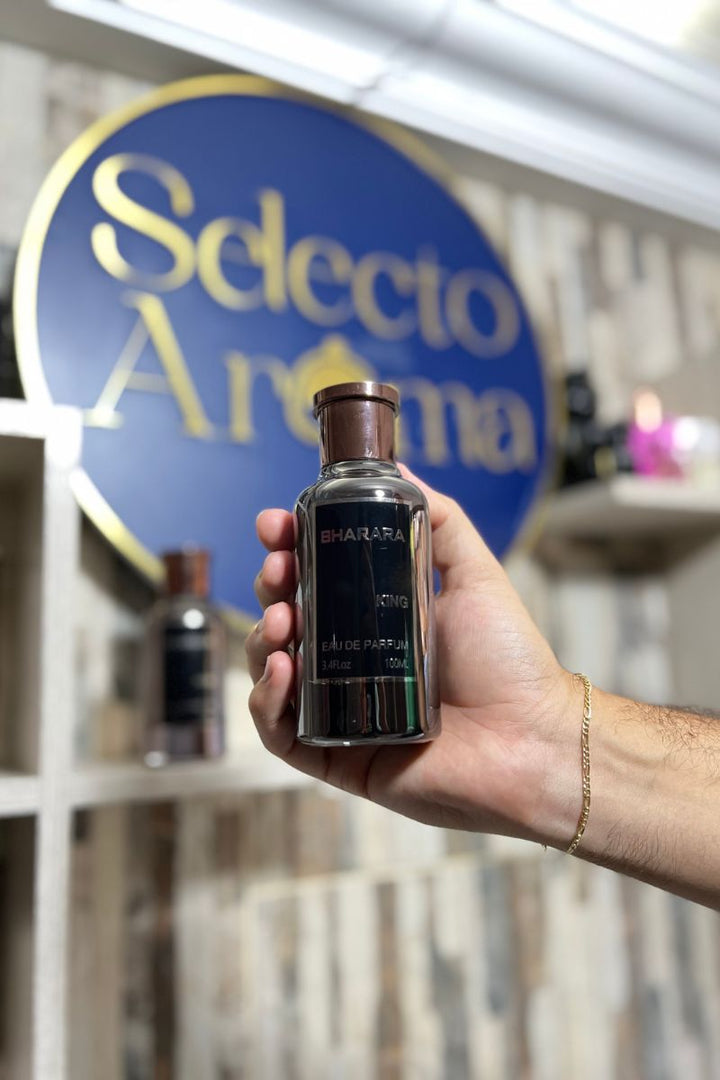 Selecto
Aroma
BHARARA
KING
EAU DE PARFUM
3.4Fl.oz 100ML